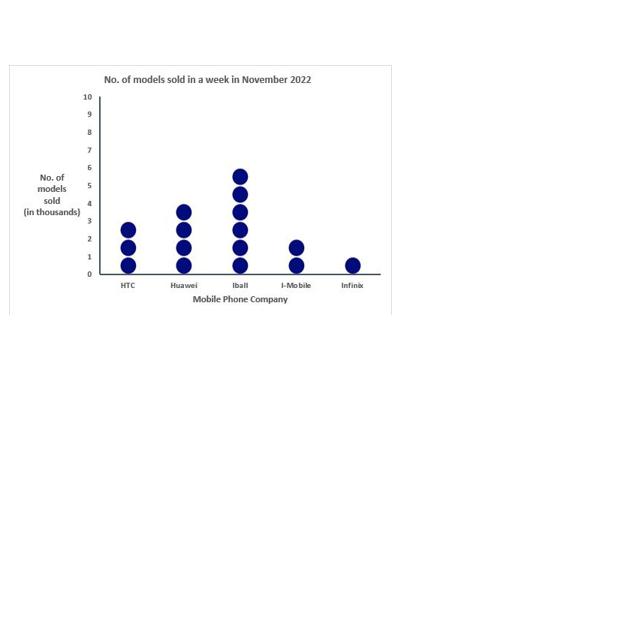 No. of models sold in a week in November 2022
10
9
8
7
6
5
4
3
2
1
0
No. of
models
sold
(in thousands)
HTC Huawei Iball I-Mobile Infinix
Mobile Phone Company